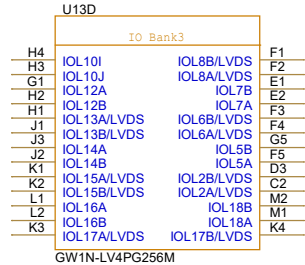 U13D
IO Bank3
H4 IOL10I IOL8B/LVDS F1
H3 IOL10J IOL8A/LVDS F2
G1 IOL12A IOL7B E1
H2 IOL12B IOL7A E2
H1 IOL13A/LVDS IOL6B/LVDS F3
J1 IOL13B/LVDS IOL6A/LVDS F4
J3 IOL14A IOL5B G5
J2 IOL14B IOL5A F5
K1 IOL15A/LVDS IOL2B/LVDS D3
K2 IOL15B/LVDS IOL2A/LVDS C2
L1 IOL16A IOL18B M2
L2 IOL16B IOL18A M1
K3 IOL17A/LVDS IOL17B/LVDS K4
GW1N-LV4PG256M